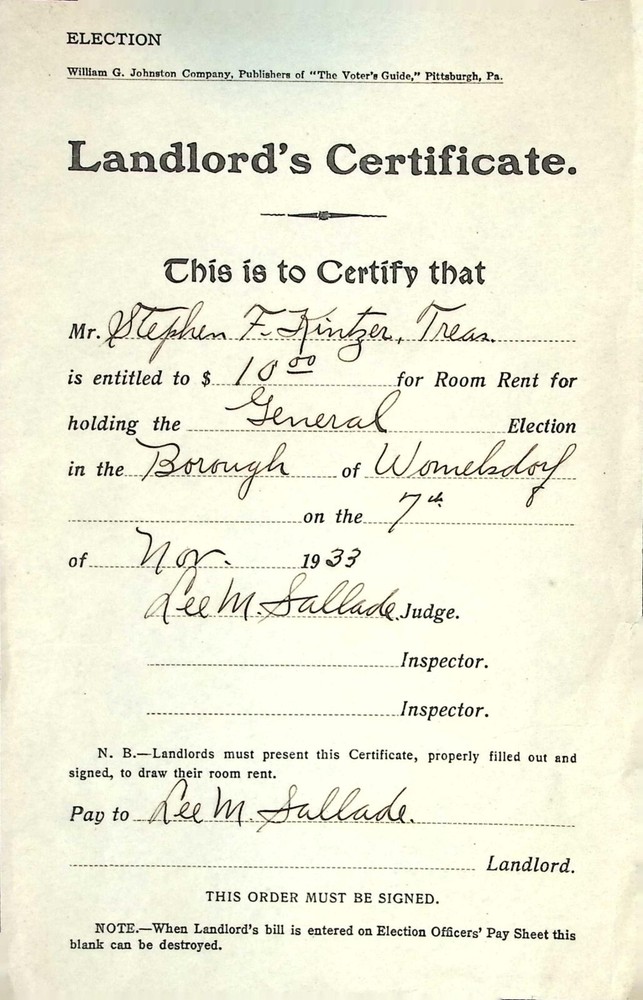 ELECTION
William G. Johnston Company, Publishers of "The Voter's Guide," Pittsburgh, Pa.
Landlord's Certificate.
This is to Certify that
Mr. Stephen F. Kintzer, Treas.
is entitled to $ 10 00 for Room Rent for
holding the General Election
in the Borough of Womelsdorf
on the 7th
of Nov. 1933
Lee M. Sallade. Judge.
Inspector.
Inspector.
N. B.—Landlords must present this Certificate, properly filled out and
signed, to draw their room rent.
Pay to Lee M. Sallade.
Landlord.
THIS ORDER MUST BE SIGNED.
NOTE.—When Landlord's bill is entered on Election Officers' Pay Sheet this
blank can be destroyed.